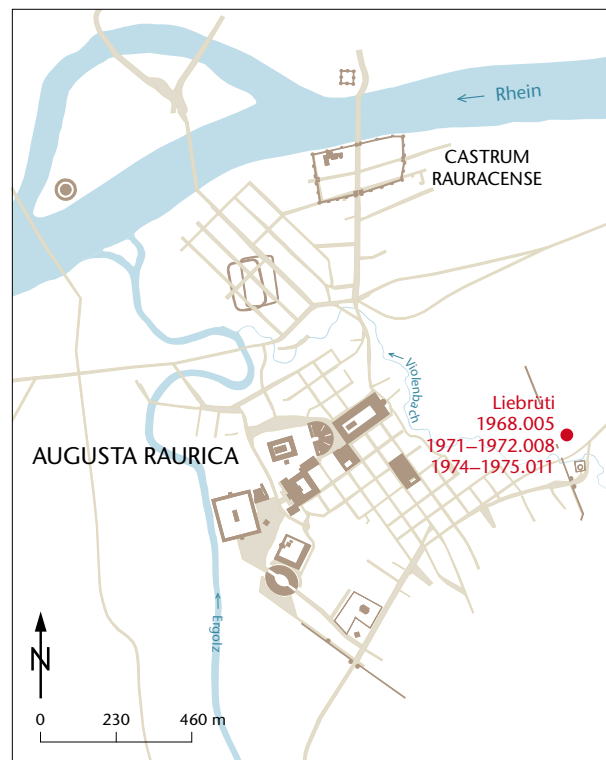 Rhein
CASTRUM
RAURACENSE
Violenbach
Liebrüti
1968.005
1971–1972.008
1974–1975.011
AUGUSTA RAURICA
Ergolz
N
0 230 460 m